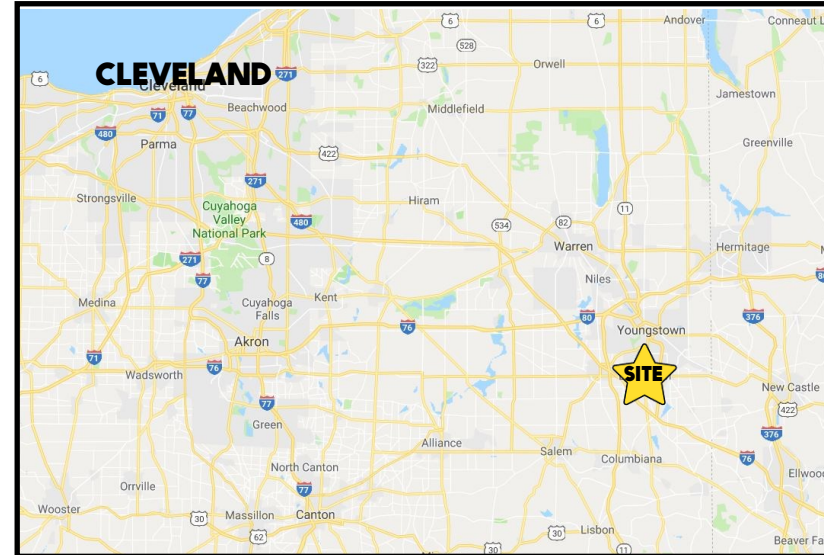 6
6
Andover
Conneaut L
528
322
Orwell
CLEVELAND
Cleveland
271
6
Jamestown
Beachwood
Middlefield
71
77
480
Parma
Greenville
422
271
Strongsville
Cuyahoga
Valley
National Park
Hiram
11
480
534
82
Warren
Hermitage
271
8
77
Niles
80
Medina
Cuyahoga
Falls
Kent
80
376
76
Youngstown
Akron
71
76
Wadsworth
SITE
New Castle
77
422
Green
376
Alliance
Salem
Columbiana
76
North Canton
Ellwoo
Orrville
77
Wooster
30
Massillon
Canton
62
30
Lisbon
30
11
Beaver Fa